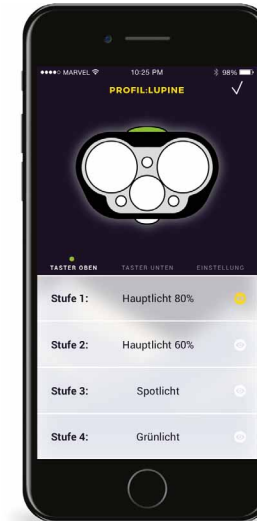 MARVEL 10:25 PM 98%
PROFIL:LUPINE
TASTER OBEN TASTER UNTEN EINSTELLUNG
Stufe 1: Hauptlicht 80%
Stufe 2: Hauptlicht 60%
Stufe 3: Spotlicht
Stufe 4: Grünlicht